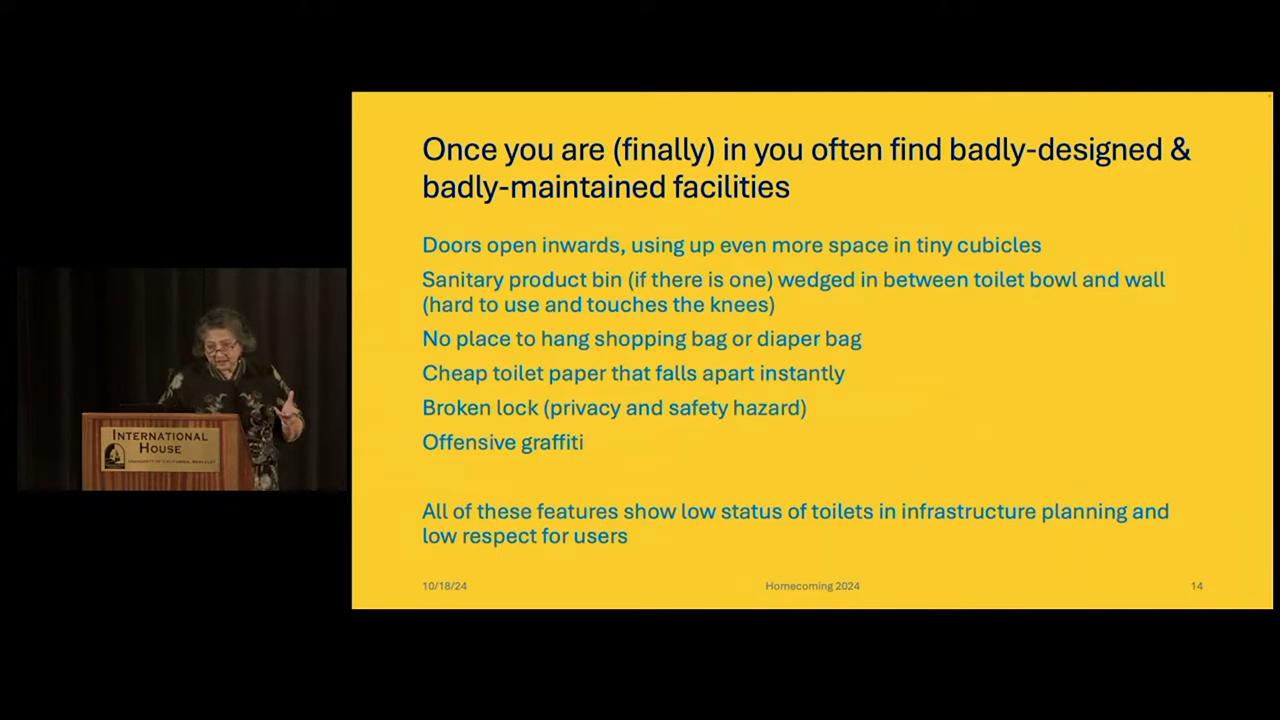 Once you are (finally) in you often find badly-designed &
badly-maintained facilities
Doors open inwards, using up even more space in tiny cubicles
Sanitary product bin (if there is one) wedged in between toilet bowl and wall
(hard to use and touches the knees)
No place to hang shopping bag or diaper bag
Cheap toilet paper that falls apart instantly
Broken lock (privacy and safety hazard)
Offensive graffiti
All of these features show low status of toilets in infrastructure planning and
low respect for users
10/18/24
Homecoming 2024
14
INTERNATIONAL
HOUSE
UNIVERSITY OF CALIFORNIA, BERKELEY